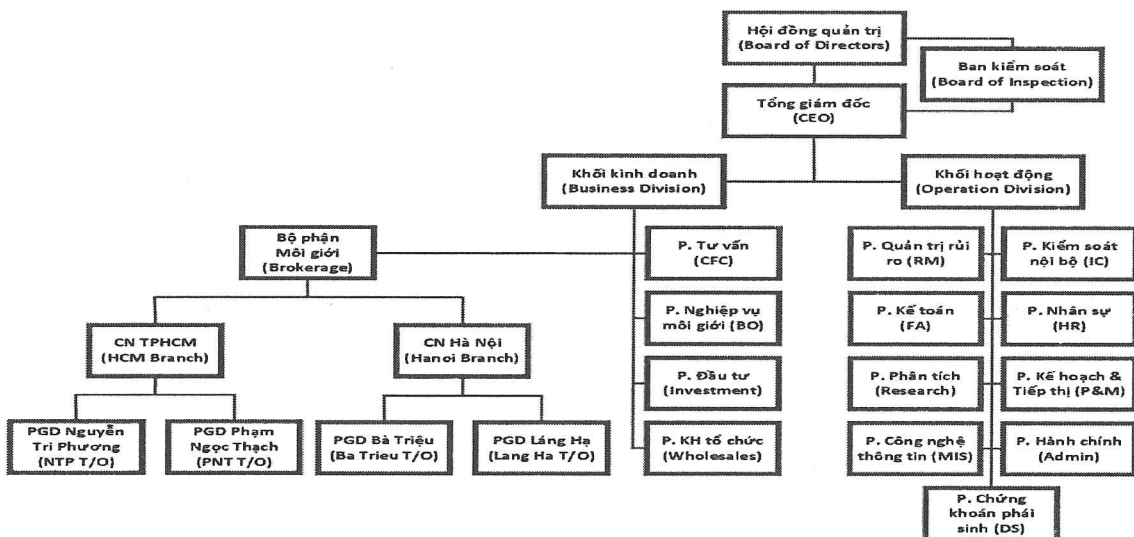 Hội đồng quản trị
(Board of Directors)
Ban kiểm soát
(Board of Inspection)
Tổng giám đốc
(CEO)
Khối kinh doanh
(Business Division)
Khối hoạt động
(Operation Division)
Bộ phận
Môi giới
(Brokerage)
P. Tư vấn
(CFC)
P. Quản trị rủi
ro (RM)
P. Kiểm soát
nội bộ (IC)
P. Nghiệp vụ
môi giới (BO)
P. Kế toán
(FA)
P. Nhân sự
(HR)
CN TPHCM
(HCM Branch)
CN Hà Nội
(Hanoi Branch)
P. Đầu tư
(Investment)
P. Phân tích
(Research)
P. Kế hoạch &
Tiếp thị (P&M)
PGD Nguyễn
Tri Phương
(NTP T/O)
PGD Phạm
Ngọc Thạch
(PNT T/O)
PGD Bà Triệu
(Ba Trieu T/O)
PGD Láng Hạ
(Lang Ha T/O)
P. KH tổ chức
(Wholesales)
P. Công nghệ
thông tin (MIS)
P. Hành chính
(Admin)
P. Chứng
khoán phái
sinh (DS)